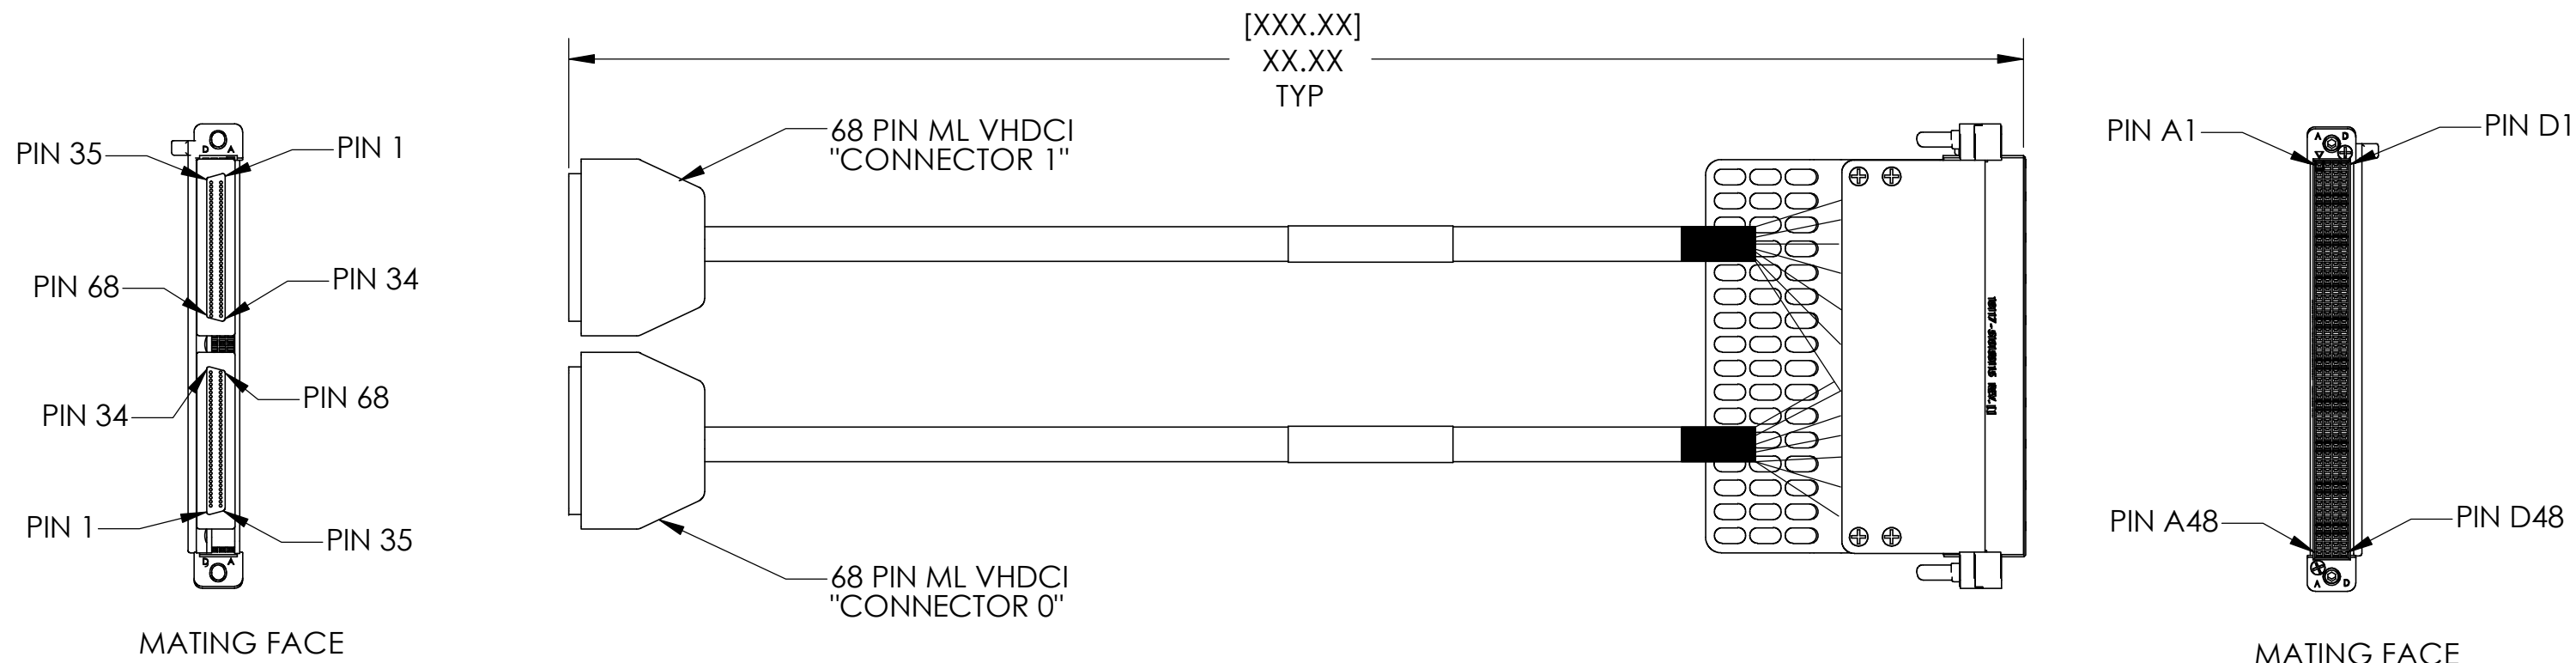 [XXX.XX]
XX.XX
TYP
PIN 35
PIN 1
PIN 68
PIN 34
PIN 34
PIN 68
PIN 1
PIN 35
D A
D A
MATING FACE
68 PIN ML VHDCI
"CONNECTOR 1"
68 PIN ML VHDCI
"CONNECTOR 0"
REV.[]
PIN A1
PIN D1
A D
PIN A48
PIN D48
A D
MATING FACE